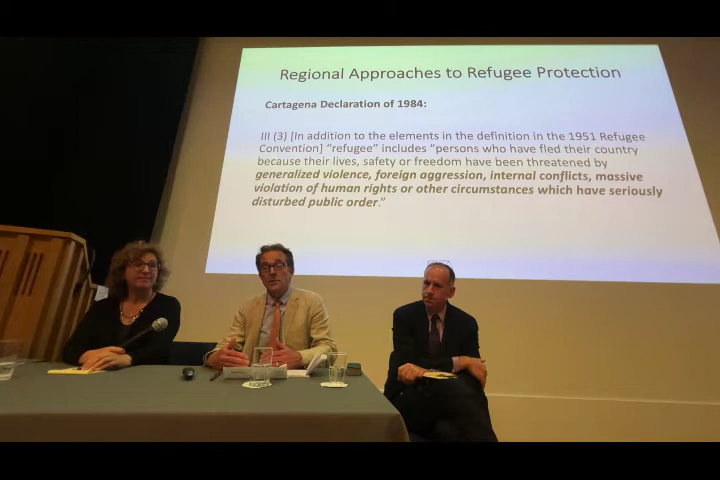 Regional Approaches to Refugee Protection
Cartagena Declaration of 1984:
III (3) [In addition to the elements in the definition in the 1951 Refugee
Convention] “refugee” includes “persons who have fled their country
because their lives, safety or freedom have been threatened by
generalized violence, foreign aggression, internal conflicts, massive
violation of human rights or other circumstances which have seriously
disturbed public order.”